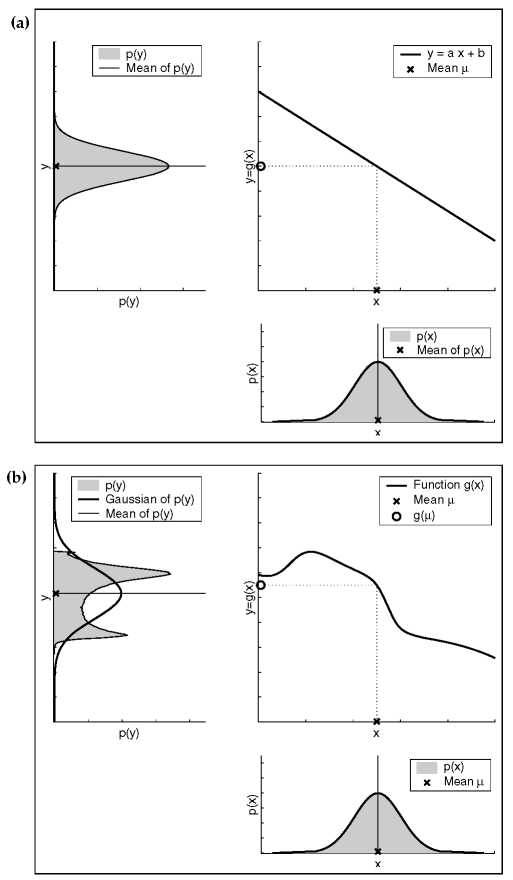 (a)
p(y)
Mean of p(y)
y
p(y)
y = a x + b
Mean μ
y=g(x)
x
p(x)
Mean of p(x)
p(x)
x
(b)
p(y)
Gaussian of p(y)
Mean of p(y)
y
p(y)
Function g(x)
Mean μ
g(μ)
y=g(x)
x
p(x)
Mean μ
p(x)
x